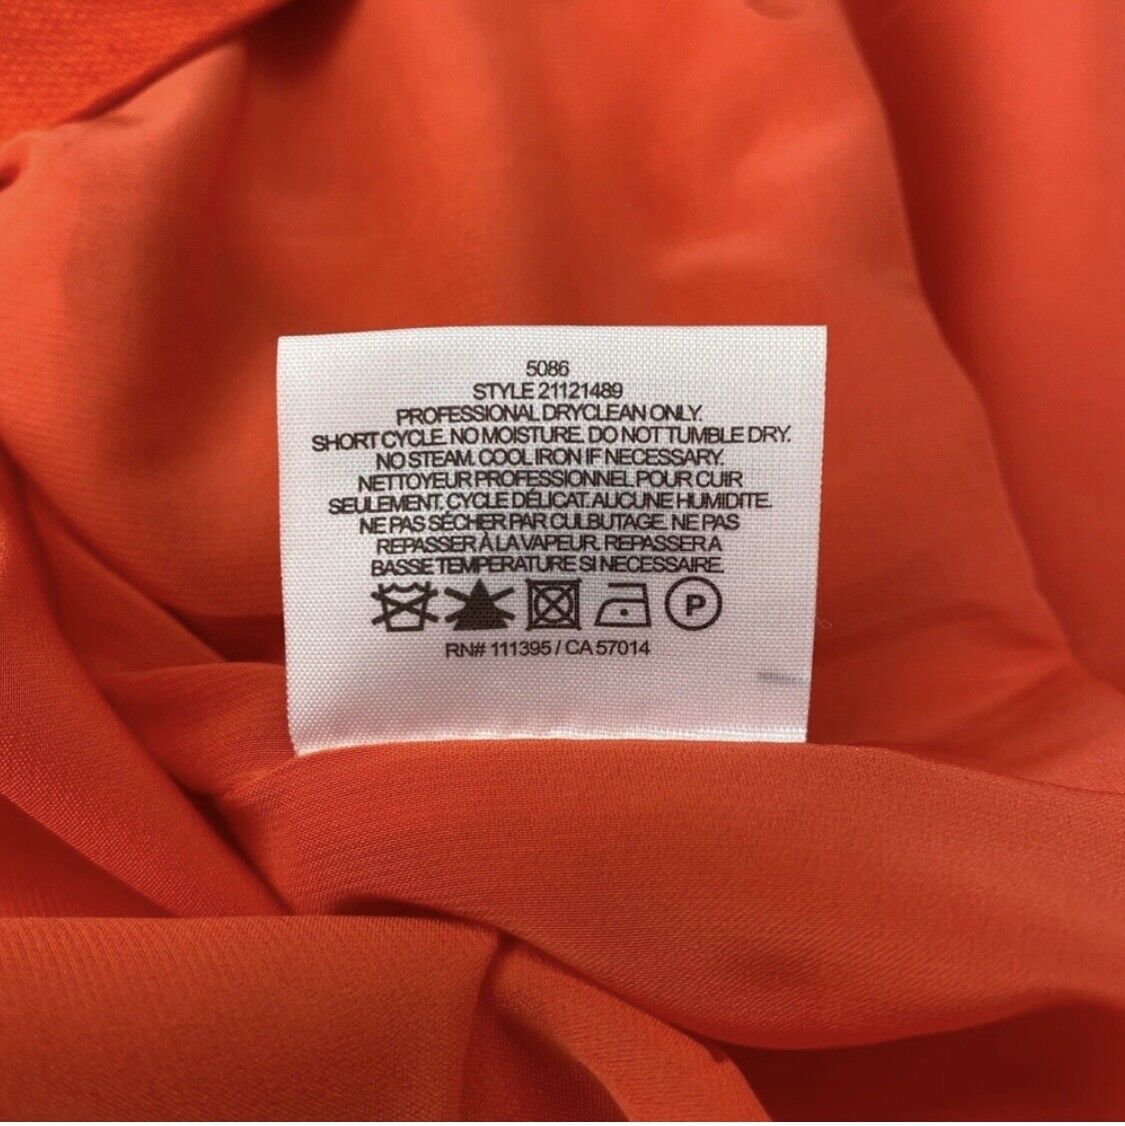 5086
STYLE 21121489
PROFESSIONAL DRYCLEAN ONLY.
SHORT CYCLE. NO MOISTURE. DO NOT TUMBLE DRY.
NO STEAM. COOL IRON IF NECESSARY.
NETTOYEUR PROFESSIONNEL POUR CUIR
SEULEMENT. CYCLE DÉLICAT. AUCUNE HUMIDITE.
NE PAS SÉCHER PAR CULBUTAGE. NE PAS
REPASSER À LA VAPEUR. REPASSER A
BASSE TEMPERATURE SI NECESSAIRE.
P
RN# 111395 / CA 57014